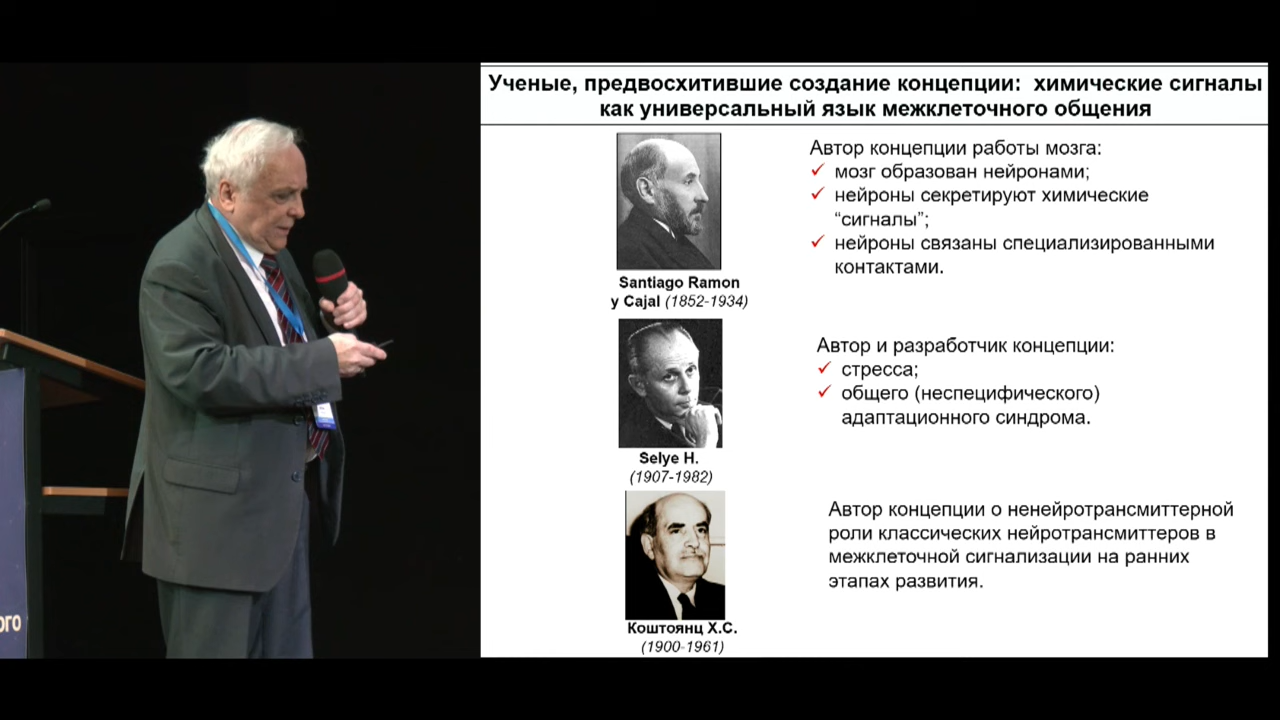 Ученые, предвосхитившие создание концепции: химические сигналы
как универсальный язык межклеточного общения
Автор концепции работы мозга:
мозг образован нейронами;
нейроны секретируют химические
“сигналы”;
нейроны связаны специализированными
контактами.
Santiago Ramon
y Cajal (1852-1934)
Автор и разработчик концепции:
стресса;
общего (неспецифического)
адаптационного синдрома.
Selye H.
(1907-1982)
Автор концепции о ненейротрансмиттерной
роли классических нейротрансмиттеров в
межклеточной сигнализации на ранних
этапах развития.
Коштоянц Х.С.
(1900-1961)
ого